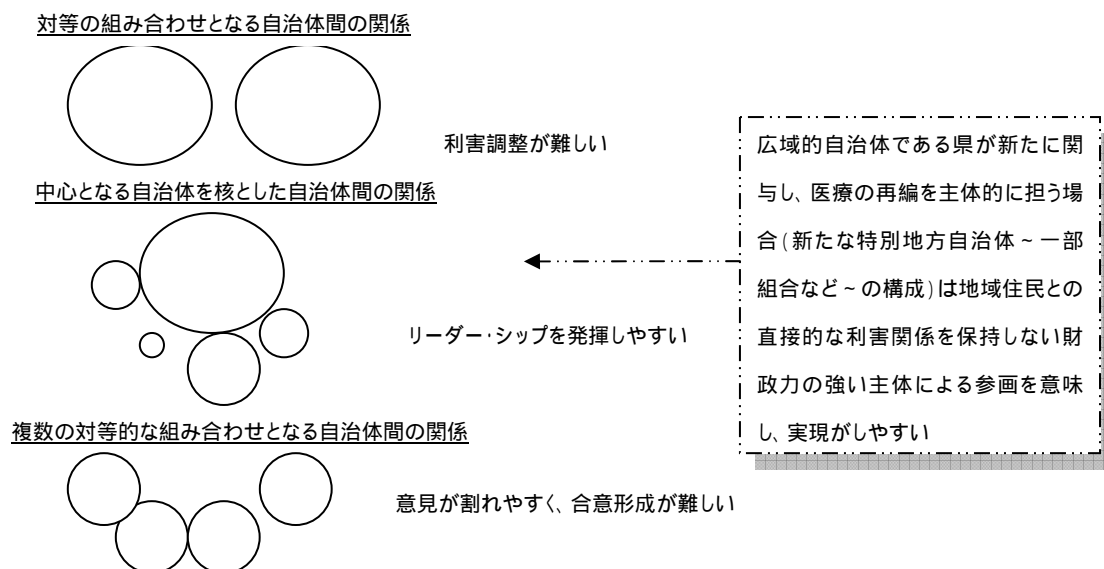 対等の組み合わせとなる自治体間の関係
利害調整が難しい
中心となる自治体を核とした自治体間の関係
リーダー・シップを発揮しやすい
複数の対等的な組み合わせとなる自治体間の関係
意見が割れやすく、合意形成が難しい
広域的自治体である県が新たに関
与し、医療の再編を主体的に担う場
合(新たな特別地方自治体~一部
組合など~の構成)は地域住民との
直接的な利害関係を保持しない財
政力の強い主体による参画を意味
し、実現がしやすい